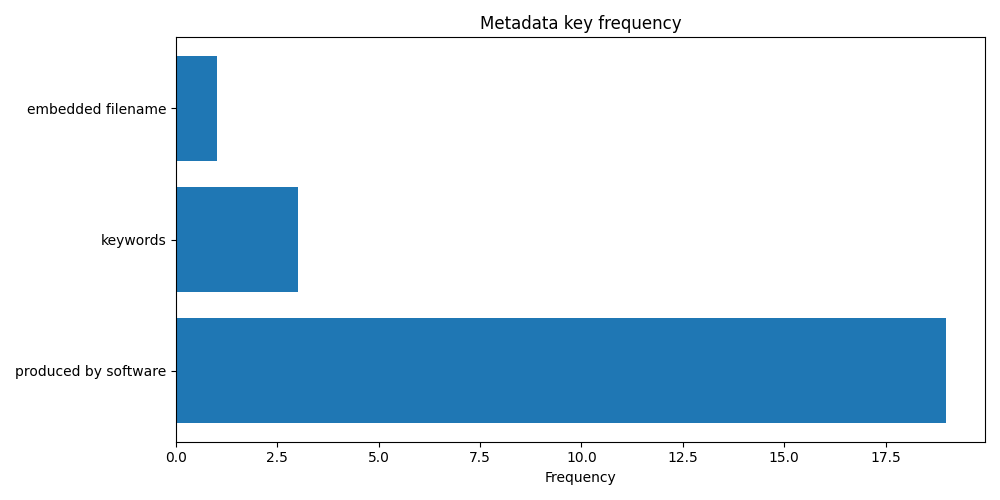 Metadata key frequency
embedded filename
keywords
produced by software
0.0 2.5 5.0 7.5 10.0 12.5 15.0 17.5
Frequency